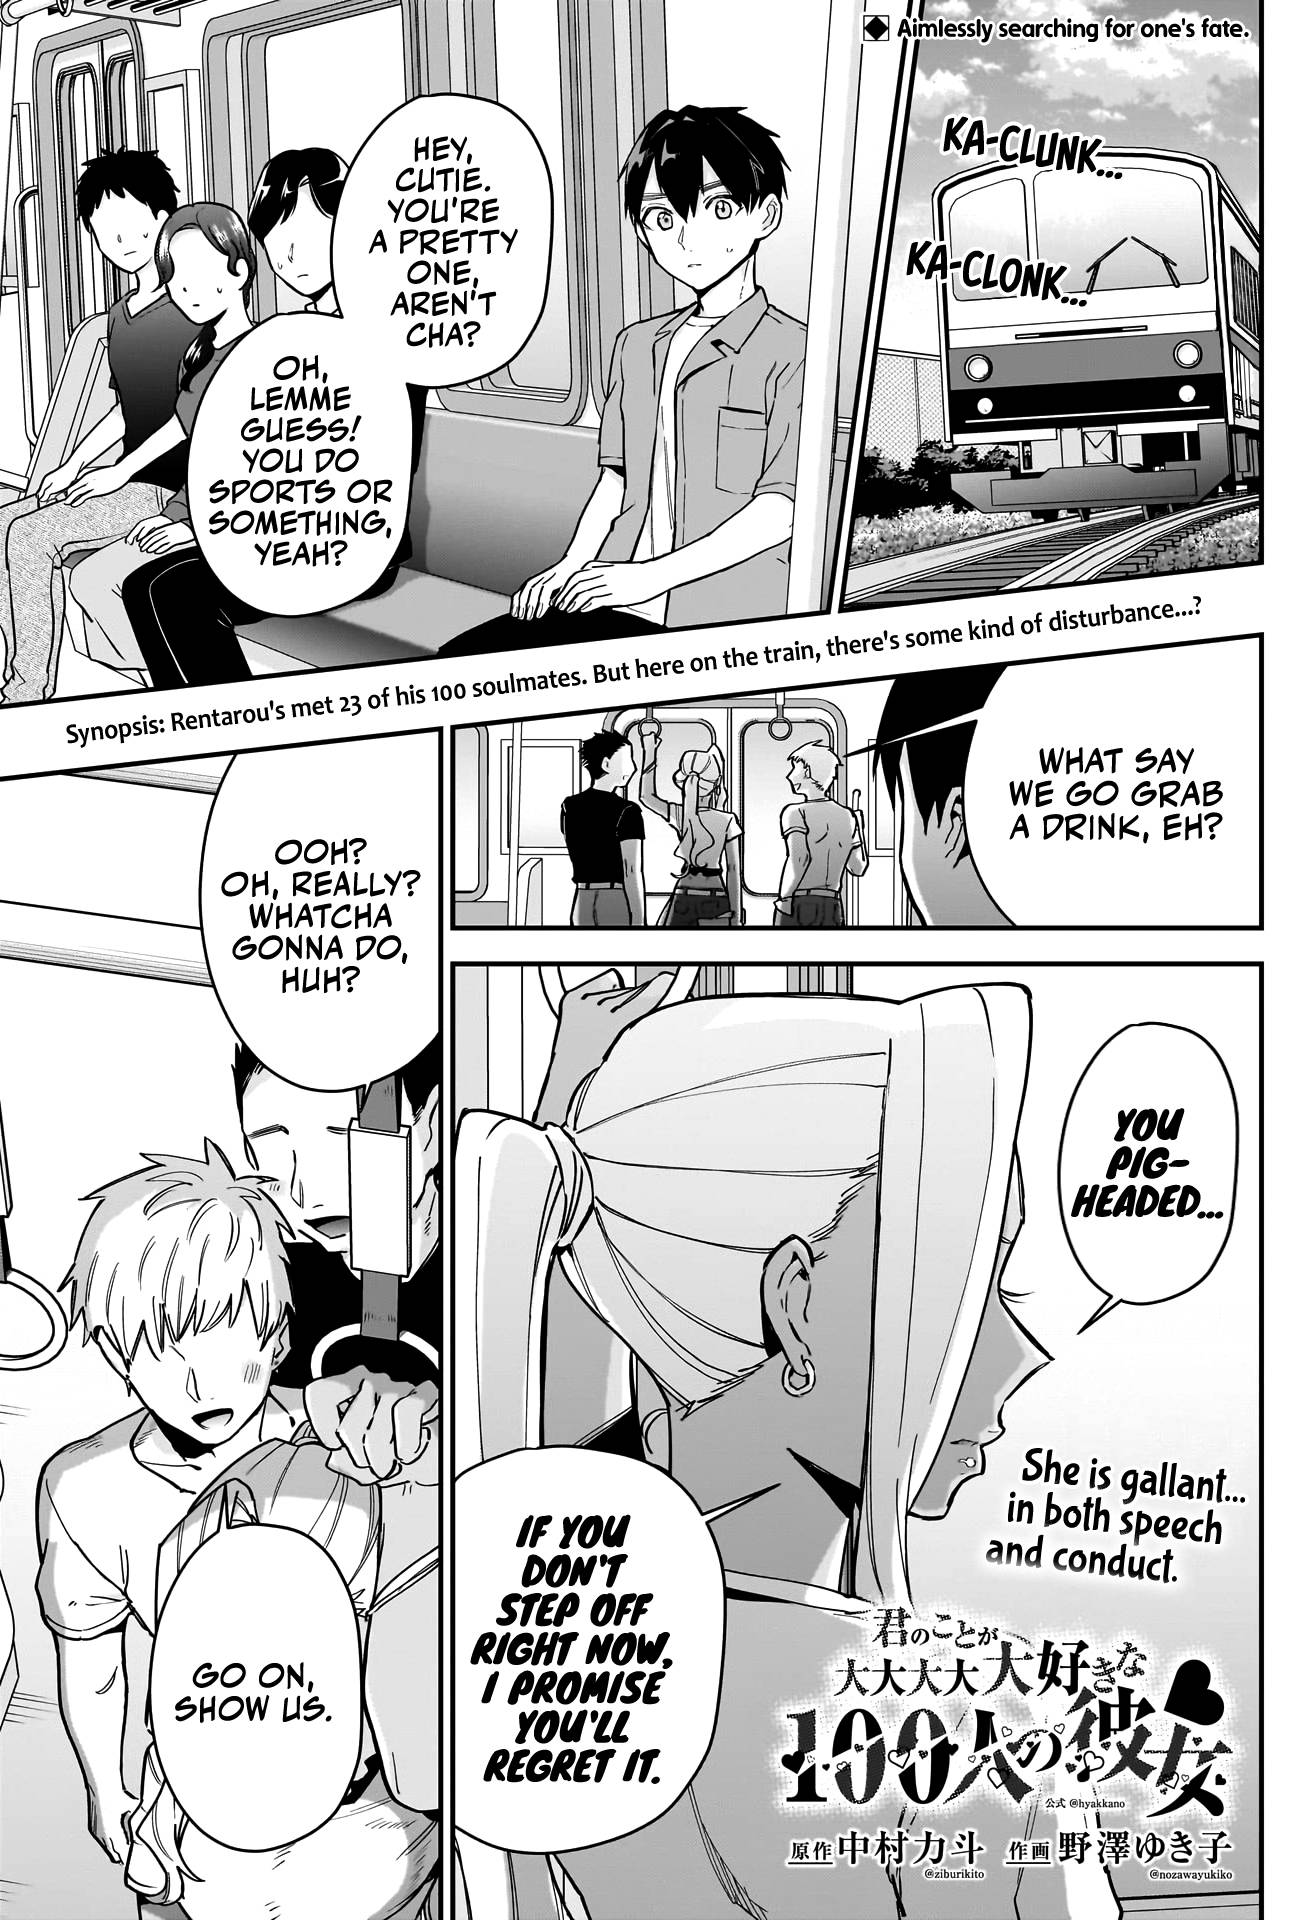 ◆ Aimlessly searching for one's fate.
KA-CLUNK...
KA-CLONK...
HEY,
CUTIE.
YOU'RE
A PRETTY
ONE,
AREN'T
CHA?
OH,
LEMME
GUESS!
YOU DO
SPORTS OR
SOMETHING,
YEAH?
Synopsis: Rentarou's met 23 of his 100 soulmates. But here on the train, there's some kind of disturbance...?
WHAT SAY
WE GO GRAB
A DRINK, EH?
YOU
PIG-
HEADED...
IF YOU
DON'T
STEP OFF
RIGHT NOW,
I PROMISE
YOU'LL
REGRET IT.
She is gallant...
in both speech
and conduct.
君のことが
大大大大大好きな
100人の彼女
公式 @hyakkano
原作 中村力斗 作画 野澤ゆき子
@ziburikito @nozawayukiko
OOH?
OH, REALLY?
WHATCHA
GONNA DO,
HUH?
GO ON,
SHOW US.